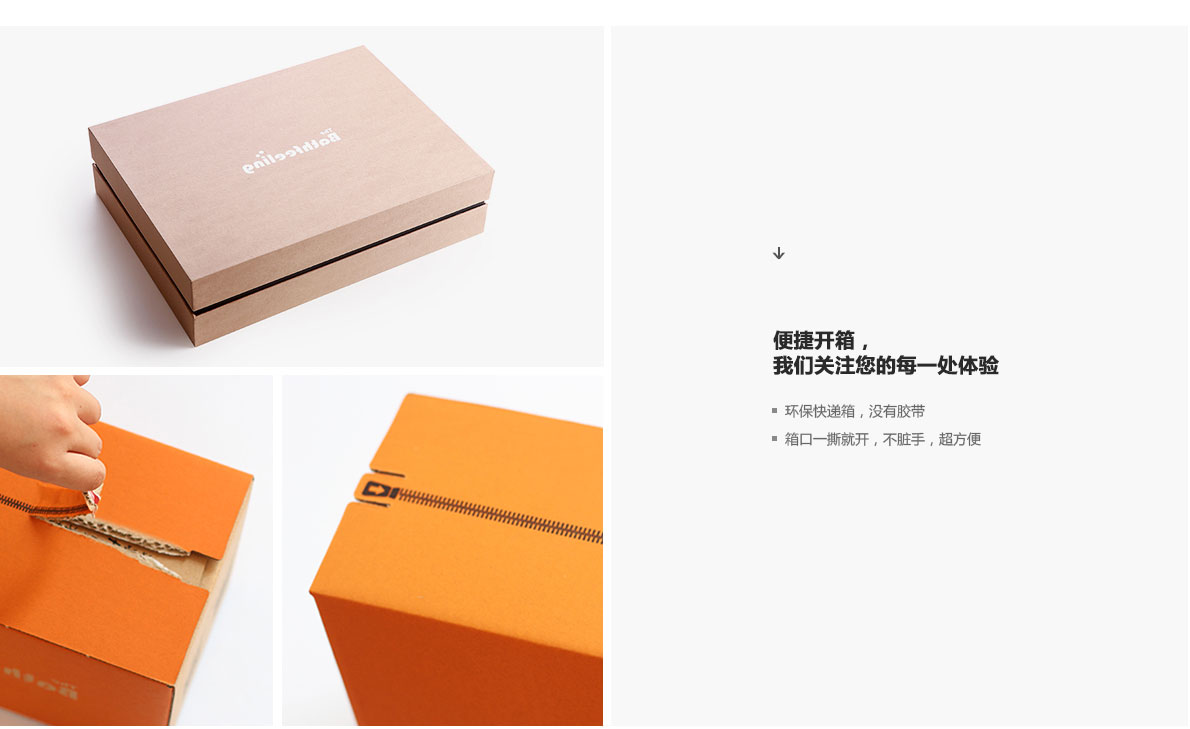 The
Bathfeeling
便捷开箱，
我们关注您的每一处体验
环保快递箱，没有胶带
箱口一撕就开，不脏手，超方便